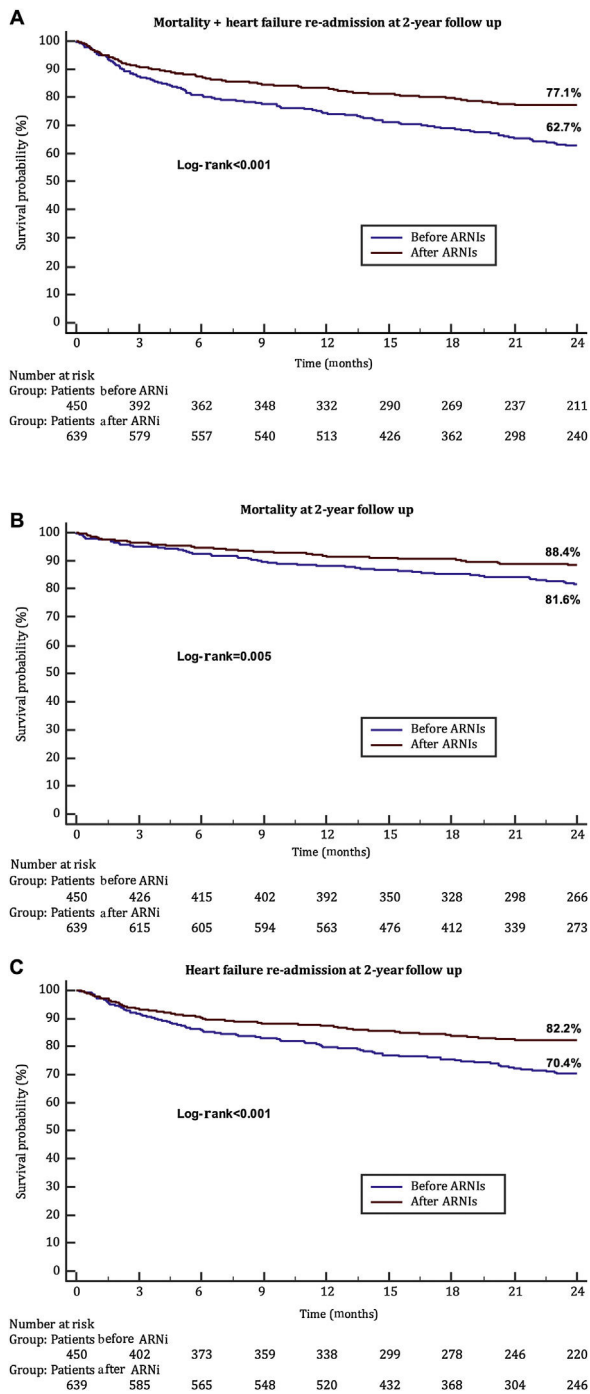 A
Mortality + heart failure re-admission at 2-year follow up
Survival probability (%)
100
90
80
70
60
50
40
30
20
10
0
77.1%
62.7%
Log-rank<0.001
Before ARNIs
After ARNIs
0 3 6 9 12 15 18 21 24
Time (months)
Number at risk
Group: Patients before ARNi
450 392 362 348 332 290 269 237 211
Group: Patients after ARNi
639 579 557 540 513 426 362 298 240
B
Mortality at 2-year follow up
Survival probability (%)
100
90
80
70
60
50
40
30
20
10
0
88.4%
81.6%
Log-rank=0.005
Before ARNIs
After ARNIs
0 3 6 9 12 15 18 21 24
Time (months)
Number at risk
Group: Patients before ARNi
450 426 415 402 392 350 328 298 266
Group: Patients after ARNi
639 615 605 594 563 476 412 339 273
C
Heart failure re-admission at 2-year follow up
Survival probability (%)
100
90
80
70
60
50
40
30
20
10
0
82.2%
70.4%
Log-rank<0.001
Before ARNIs
After ARNIs
0 3 6 9 12 15 18 21 24
Time (months)
Number at risk
Group: Patients before ARNi
450 402 373 359 338 299 278 246 220
Group: Patients after ARNi
639 585 565 548 520 432 368 304 246